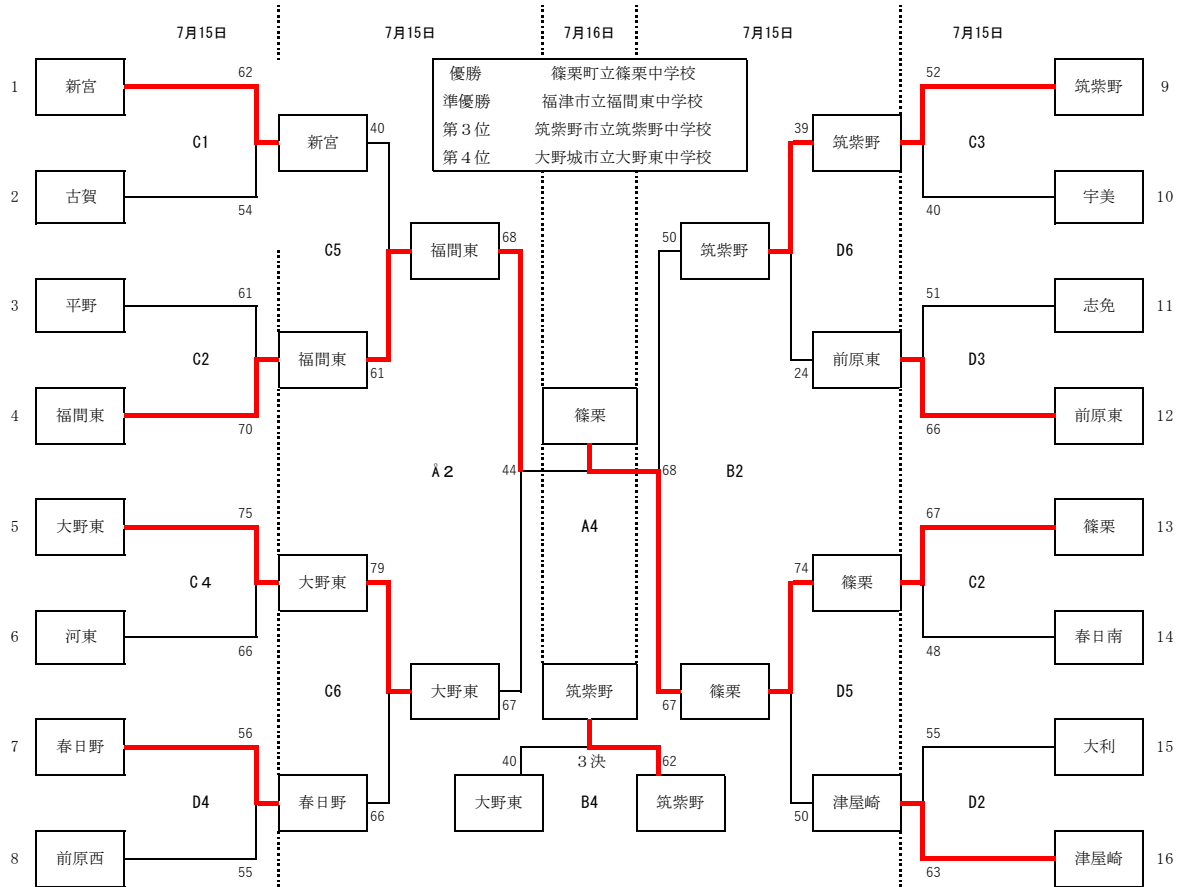 7月15日 7月15日 7月16日 7月15日 7月15日
優勝 篠栗町立篠栗中学校
準優勝 福津市立福間東中学校
第３位 筑紫野市立筑紫野中学校
第４位 大野城市立大野東中学校
62 52
1 新宮 筑紫野 9
40 39
C1 新宮 筑紫野 C3
2 古賀 宇美 10
54 40
68 50
C5 福間東 筑紫野 D6
61 51
3 平野 志免 11
C2 福間東 前原東 D3
61 24
4 福間東 篠栗 前原東 12
70 66
Å２ 44 68 B2
75 67
5 大野東 A4 篠栗 13
79 74
C４ 大野東 篠栗 C2
6 河東 春日南 14
66 48
C6 大野東 筑紫野 篠栗 D5
67 67
56 55
7 春日野 大利 15
40 ３決 62
D4 春日野 大野東 B4 筑紫野 津屋崎 D2
66 50
8 前原西 津屋崎 16
55 63